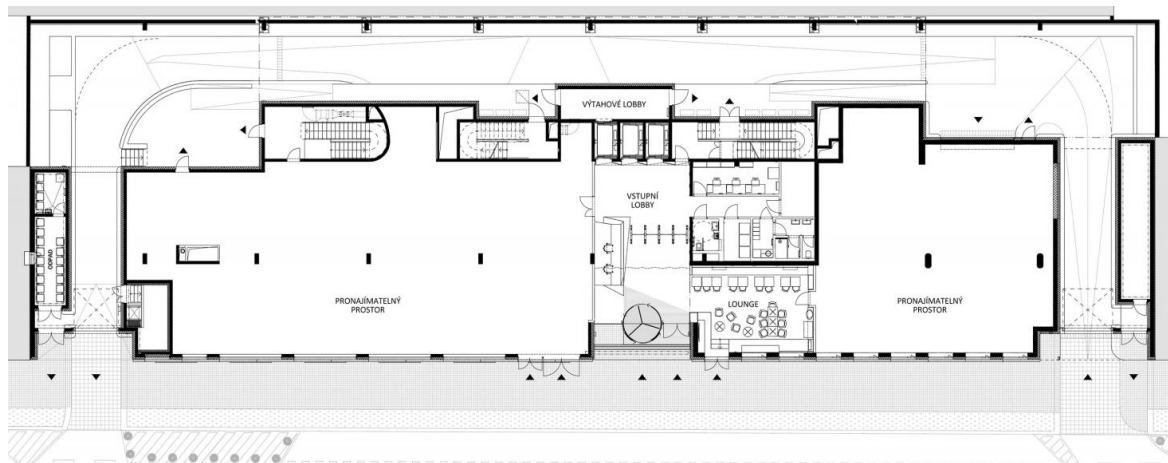 VÝTAHOVÉ LOBBY
VSTUPNÍ
LOBBY
ODPAD
PRONAJÍMATELNÝ
PROSTOR
LOUNGE
PRONAJÍMATELNÝ
PROSTOR